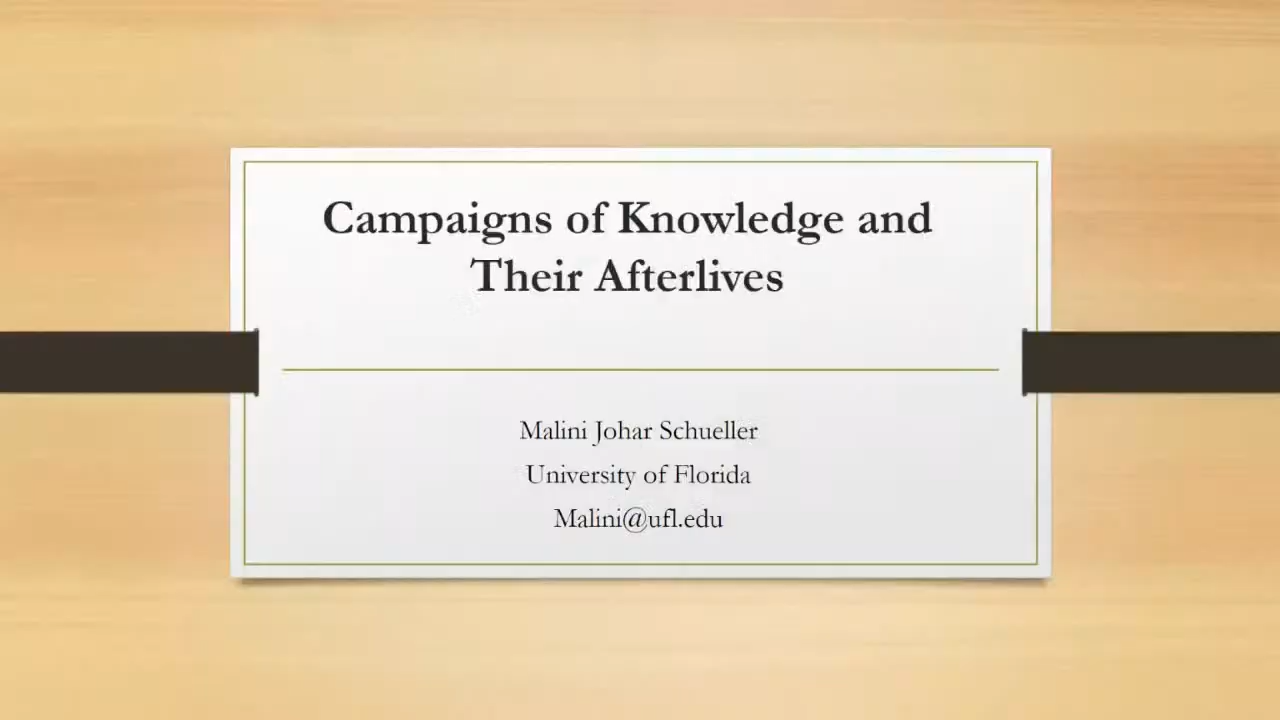 Campaigns of Knowledge and
Their Afterlives
Malini Johar Schueller
University of Florida
Malini@ufl.edu